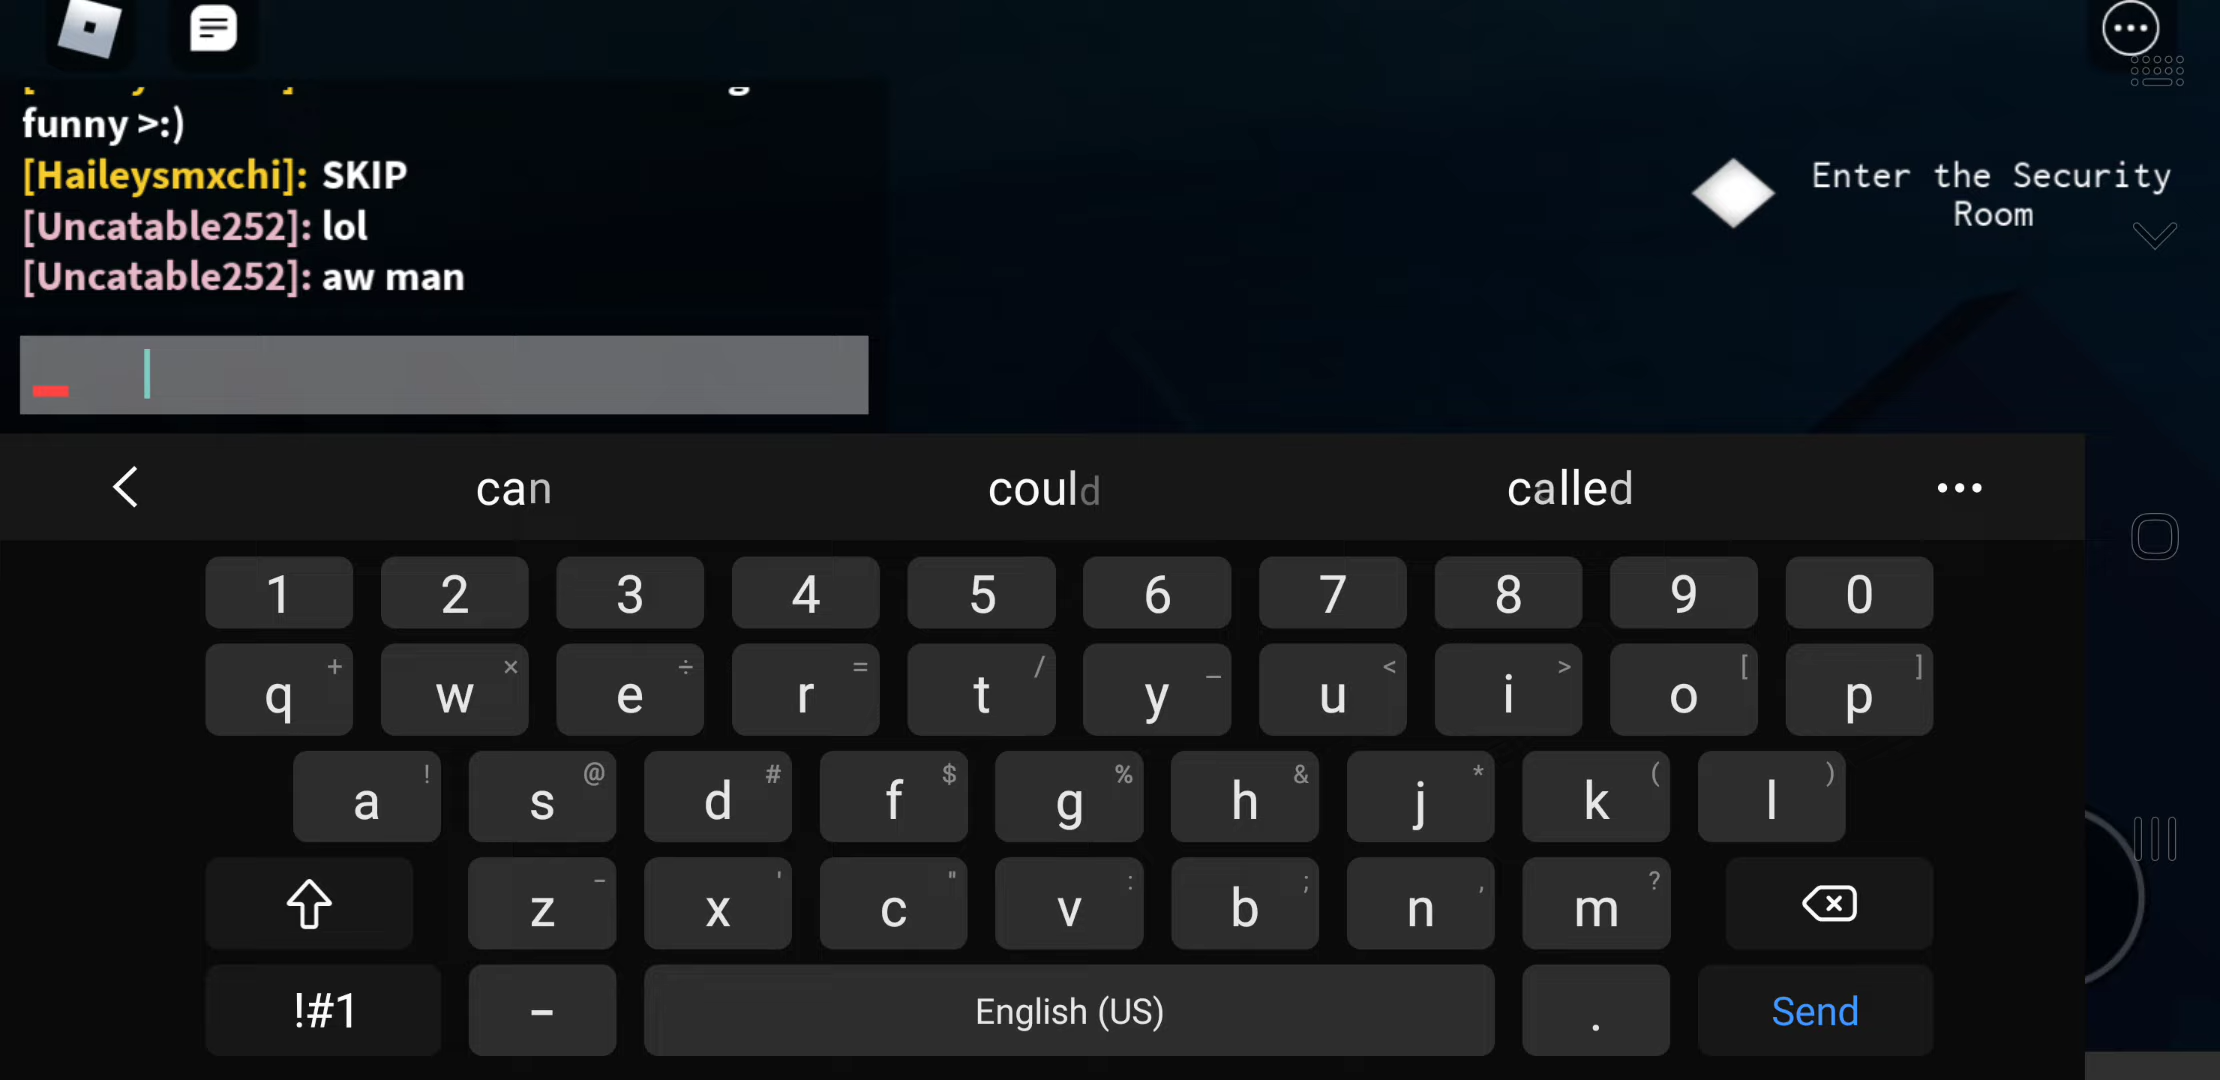 funny >:)
[Haileysmxchi]: SKIP
[Uncatable252]: lol
[Uncatable252]: aw man
Enter the Security
Room
can could called
1 2 3 4 5 6 7 8 9 0
q + w × e ÷ r = t / y _ u < i > o [ p ]
a ! s @ d # f $ g % h & j * k ( l )
z - x ' c " v : b ; n , m ?
!#1 - English (US) . Send